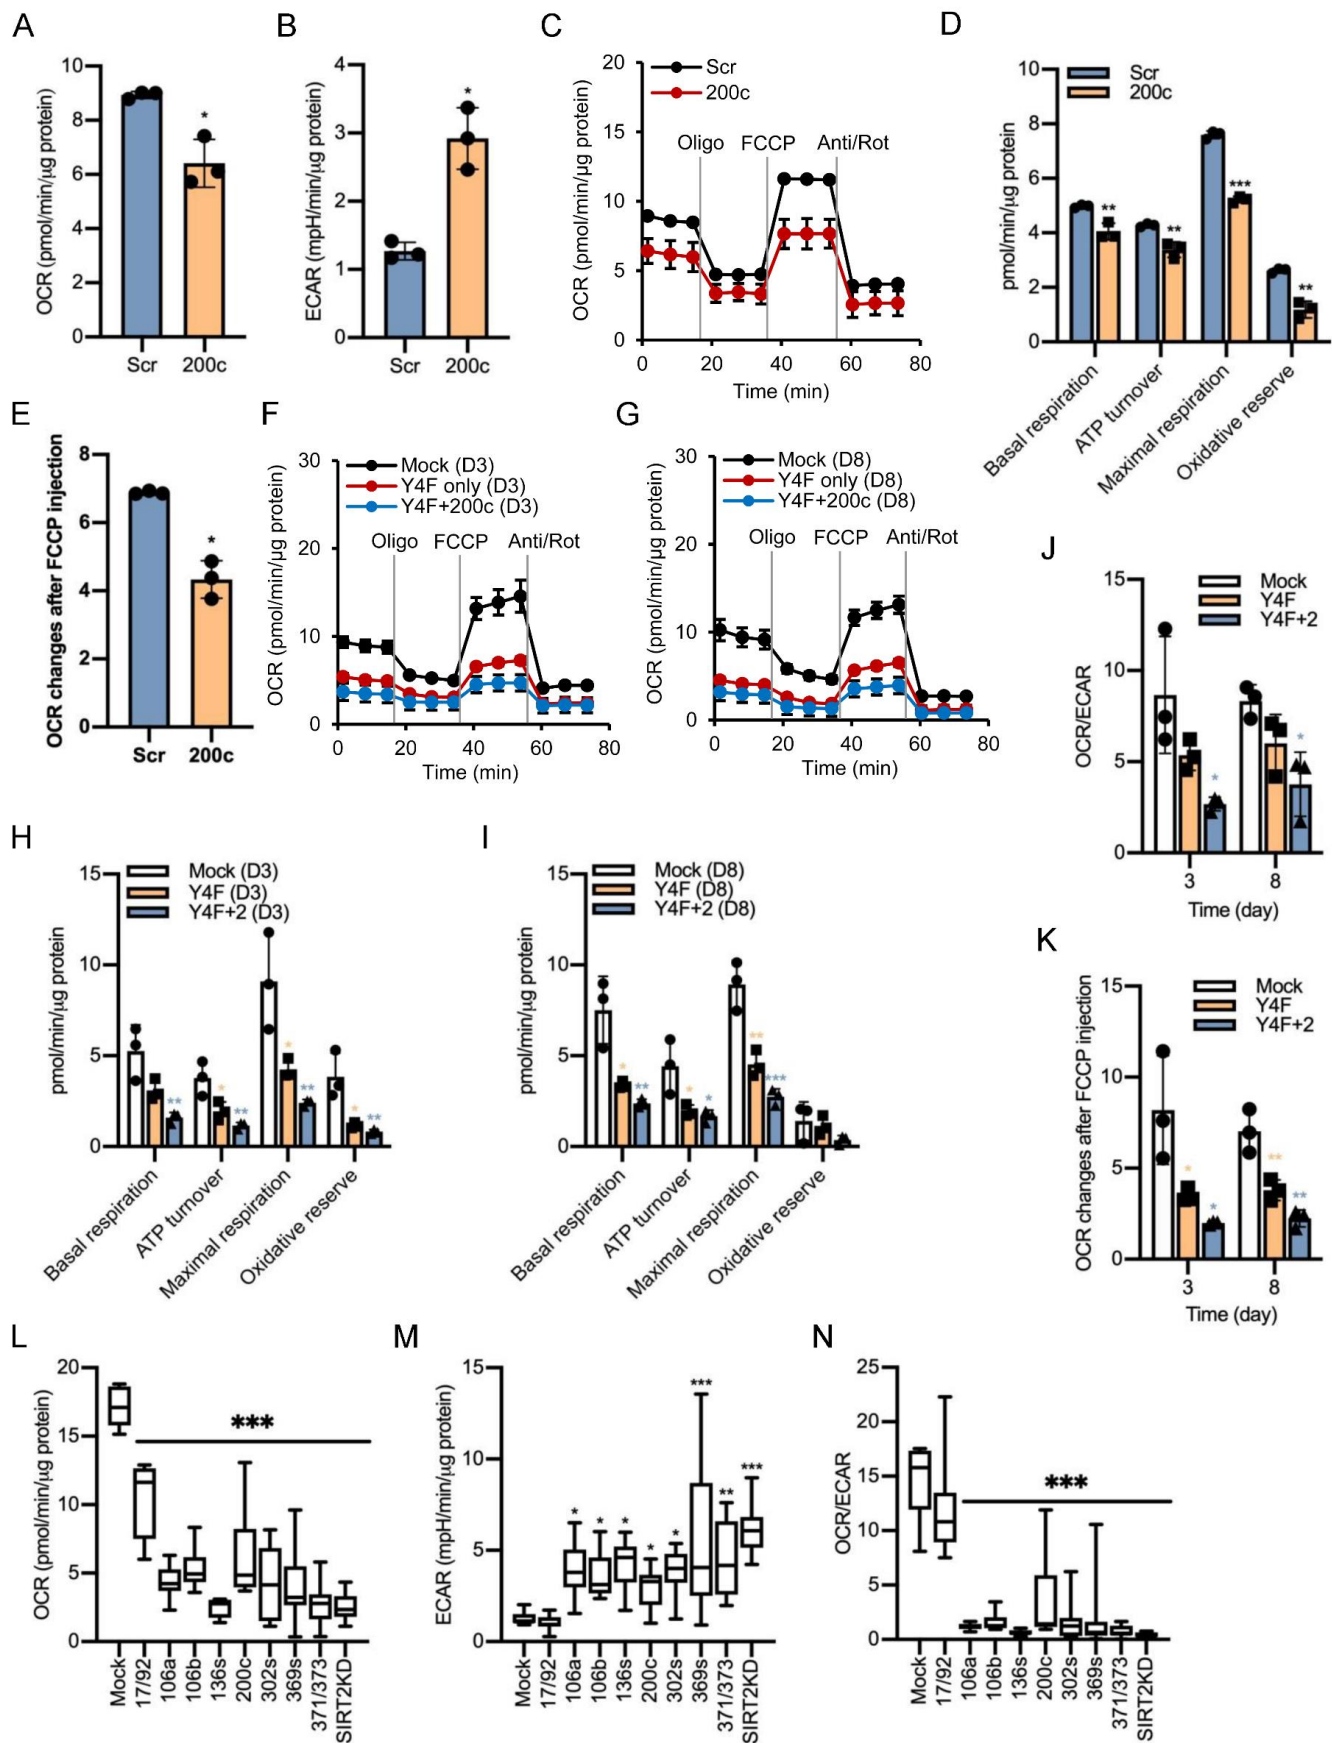 A
OCR (pmol/min/μg protein)
10
8
6
4
2
0
*
Scr
200c
B
ECAR (mpH/min/μg protein)
4
3
2
1
0
*
Scr
200c
C
OCR (pmol/min/μg protein)
20
15
10
5
0
Scr
200c
Oligo
FCCP
Anti/Rot
0
20
40
60
80
Time (min)
D
pmol/min/μg protein
10
8
6
4
2
0
Scr
200c
**
**
***
**
Basal respiration
ATP turnover
Maximal respiration
Oxidative reserve
E
OCR changes after FCCP injection
8
6
4
2
0
*
Scr
200c
F
OCR (pmol/min/μg protein)
30
20
10
0
Mock (D3)
Y4F only (D3)
Y4F+200c (D3)
Oligo
FCCP
Anti/Rot
0
20
40
60
80
Time (min)
G
OCR (pmol/min/μg protein)
30
20
10
0
Mock (D8)
Y4F only (D8)
Y4F+200c (D8)
Oligo
FCCP
Anti/Rot
0
20
40
60
80
Time (min)
J
OCR/ECAR
15
10
5
0
Mock
Y4F
Y4F+2
*
*
3
8
Time (day)
H
pmol/min/μg protein
15
10
5
0
Mock (D3)
Y4F (D3)
Y4F+2 (D3)
**
*
**
*
**
*
**
Basal respiration
ATP turnover
Maximal respiration
Oxidative reserve
I
pmol/min/μg protein
15
10
5
0
Mock (D8)
Y4F (D8)
Y4F+2 (D8)
*
**
*
*
**
***
Basal respiration
ATP turnover
Maximal respiration
Oxidative reserve
K
OCR changes after FCCP injection
15
10
5
0
Mock
Y4F
Y4F+2
*
*
**
**
3
8
Time (day)
L
OCR (pmol/min/μg protein)
20
15
10
5
0
***
Mock
17/92
106a
106b
136s
200c
302s
369s
371/373
SIRT2KD
M
ECAR (mpH/min/μg protein)
15
10
5
0
*
*
*
*
*
***
**
***
Mock
17/92
106a
106b
136s
200c
302s
369s
371/373
SIRT2KD
N
OCR/ECAR
25
20
15
10
5
0
***
Mock
17/92
106a
106b
136s
200c
302s
369s
371/373
SIRT2KD